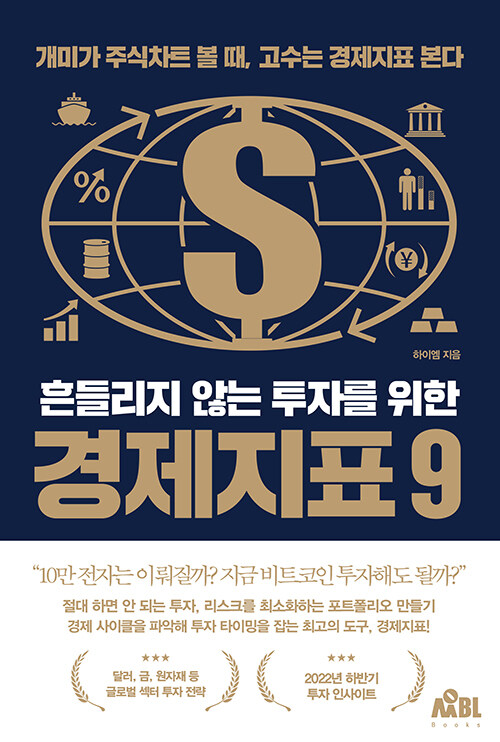 개미가 주식차트 볼 때, 고수는 경제지표 본다
$
%
¥
하이엠 지음
흔들리지 않는 투자를 위한
경제지표 9
“10만 전자는 이뤄질까? 지금 비트코인 투자해도 될까?”
절대 하면 안 되는 투자, 리스크를 최소화하는 포트폴리오 만들기
경제 사이클을 파악해 투자 타이밍을 잡는 최고의 도구, 경제지표!
★★★
달러, 금, 원자재 등
글로벌 섹터 투자 전략
★★★
2022년 하반기
투자 인사이트
AABL
Books